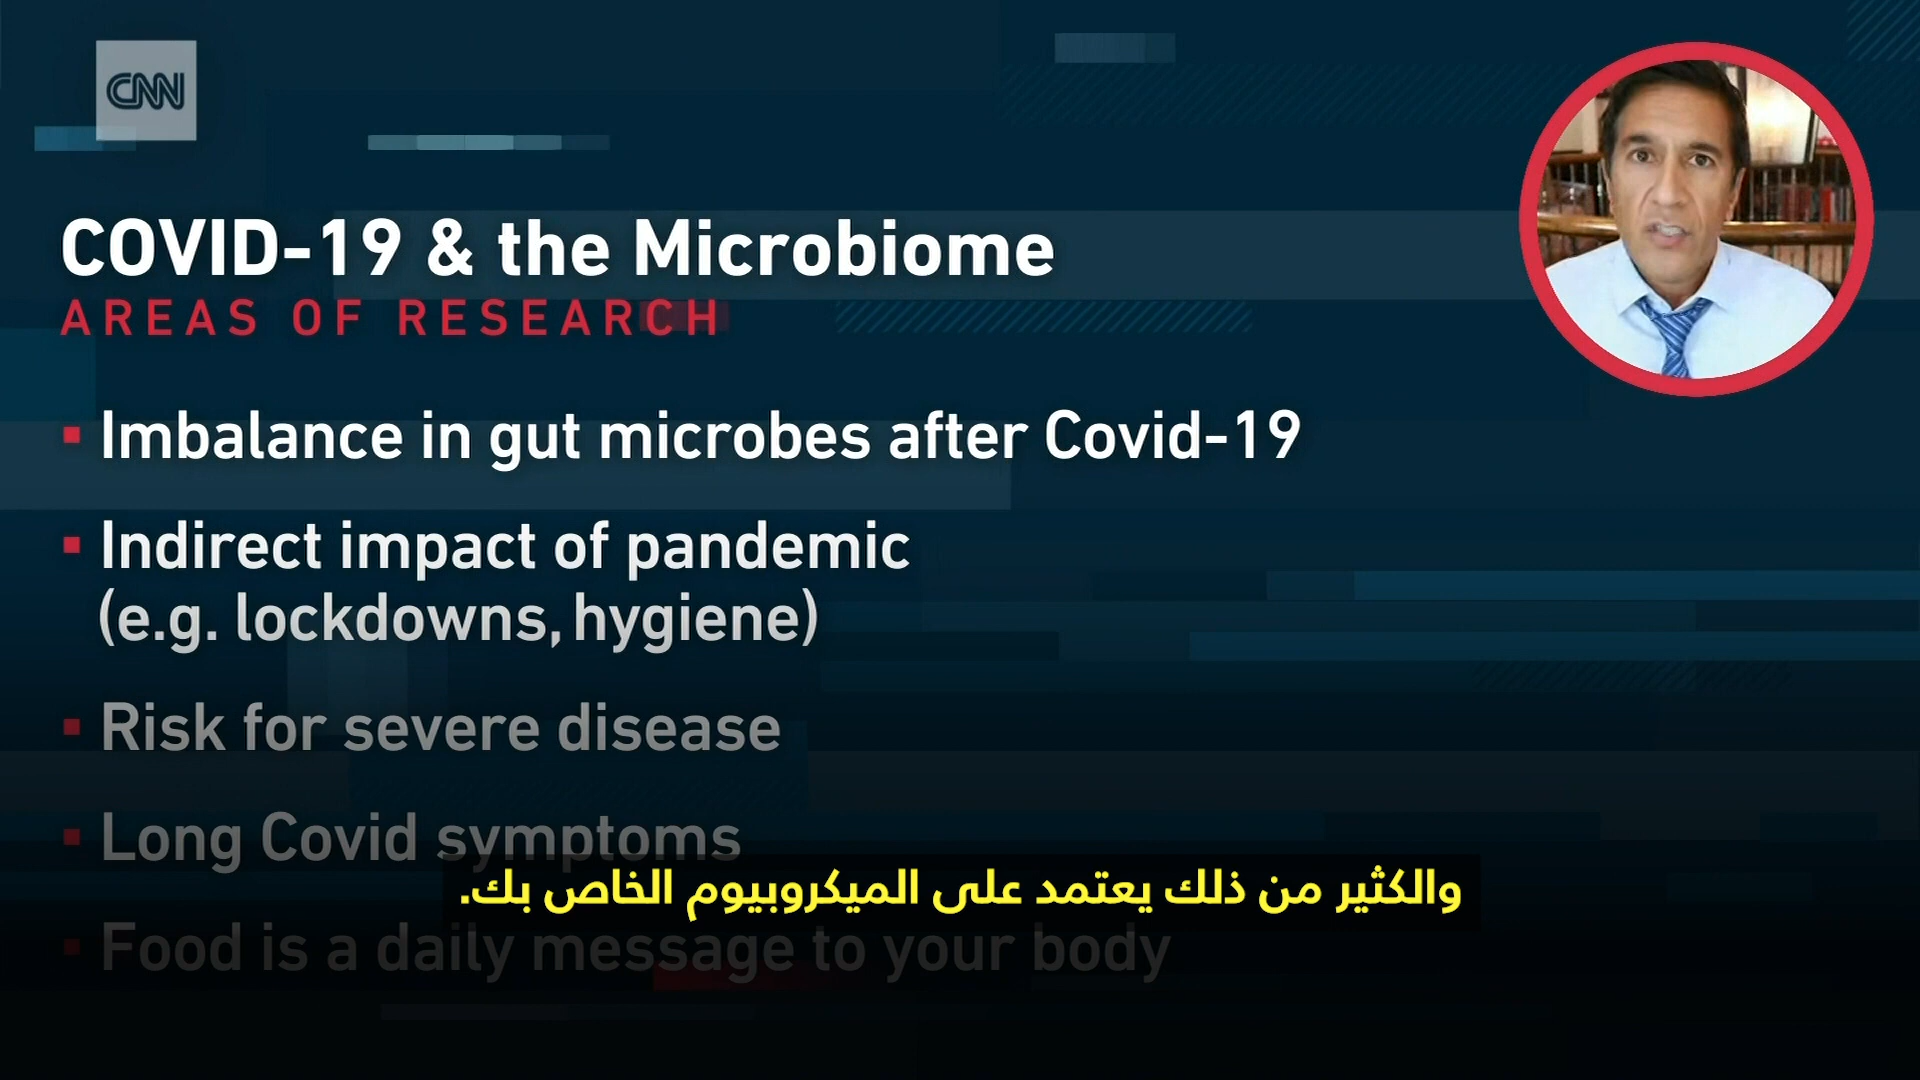 CNN
COVID-19 & the Microbiome
AREAS OF RESEARCH
▪ Imbalance in gut microbes after Covid-19
▪ Indirect impact of pandemic
(e.g. lockdowns, hygiene)
▪ Risk for severe disease
▪ Long Covid symptoms
والكثير من ذلك يعتمد على الميكروبيوم الخاص بك.
▪ Food is a daily message to your body